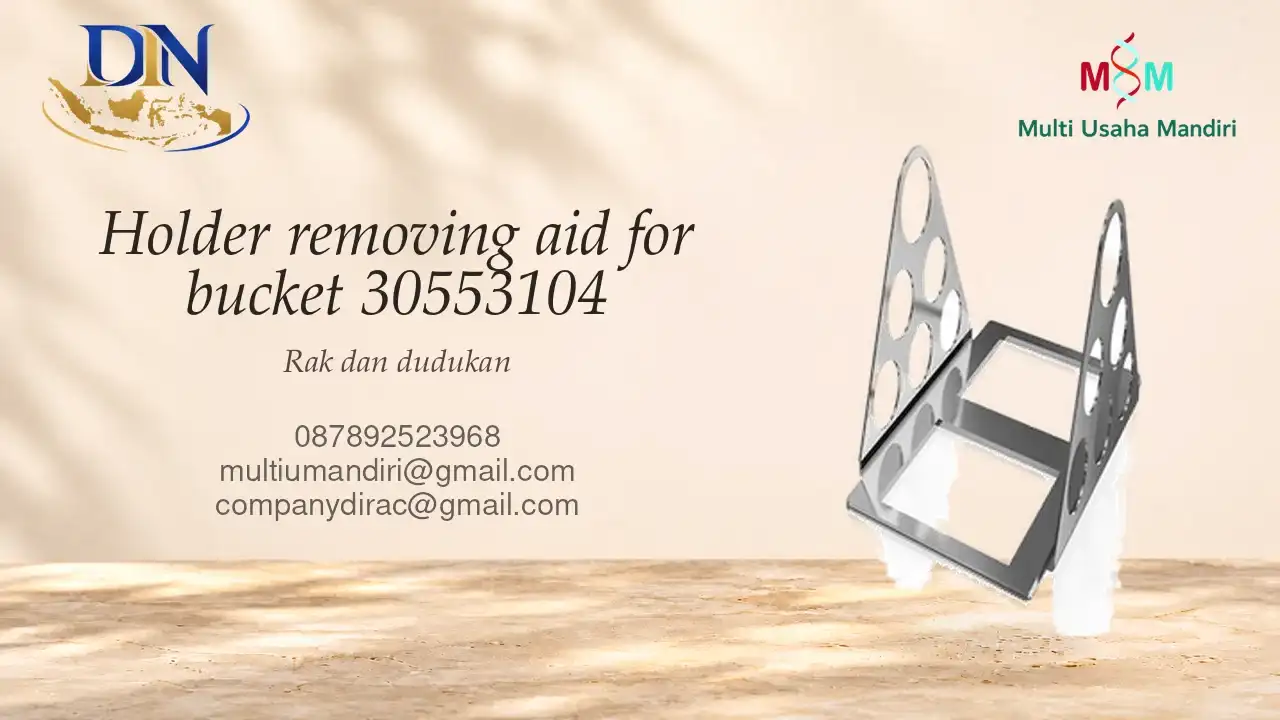 DIN
M M
Multi Usaha Mandiri
Holder removing aid for
bucket 30553104
Rak dan dudukan
087892523968
multiumandiri@gmail.com
companydirac@gmail.com